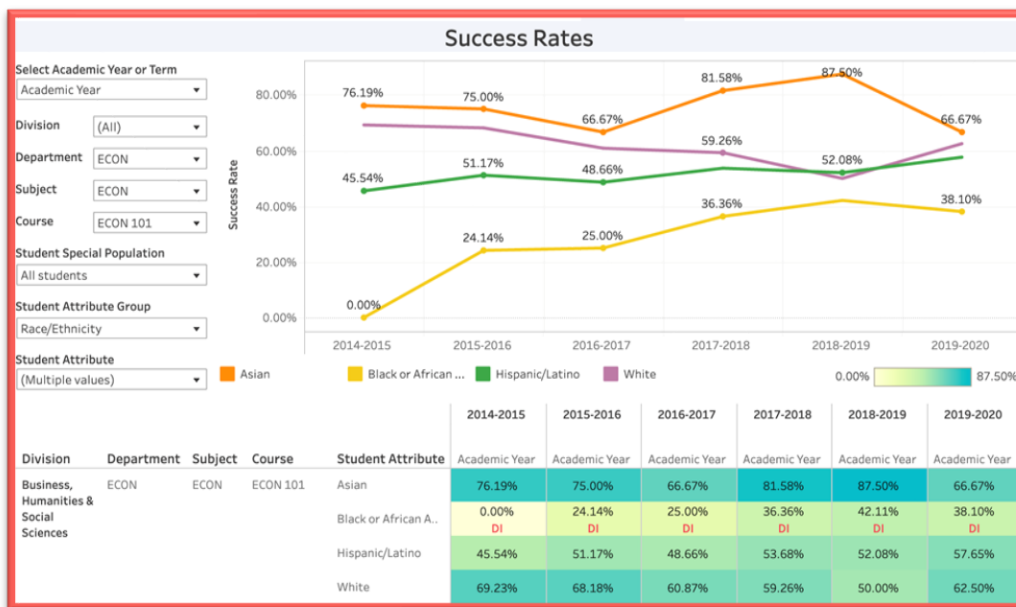 Success Rates
Select Academic Year or Term
Academic Year
Division
(All)
Department
ECON
Subject
ECON
Course
ECON 101
Student Special Population
All students
Student Attribute Group
Race/Ethnicity
Student Attribute
(Multiple values)
Success Rate
80.00%
60.00%
40.00%
20.00%
0.00%
76.19%
75.00%
66.67%
81.58%
87.50%
66.67%
59.26%
45.54%
51.17%
48.66%
52.08%
0.00%
24.14%
25.00%
36.36%
38.10%
2014-2015 2015-2016 2016-2017 2017-2018 2018-2019 2019-2020
Asian Black or African ... Hispanic/Latino White
0.00% 87.50%
2014-2015 2015-2016 2016-2017 2017-2018 2018-2019 2019-2020
Division Department Subject Course Student Attribute Academic Year Academic Year Academic Year Academic Year Academic Year Academic Year
Business,
Humanities &
Social
Sciences
ECON ECON ECON 101 Asian 76.19% 75.00% 66.67% 81.58% 87.50% 66.67%
Black or African A.. 0.00% 24.14% 25.00% 36.36% 42.11% 38.10%
DI DI DI DI DI DI
Hispanic/Latino 45.54% 51.17% 48.66% 53.68% 52.08% 57.65%
White 69.23% 68.18% 60.87% 59.26% 50.00% 62.50%